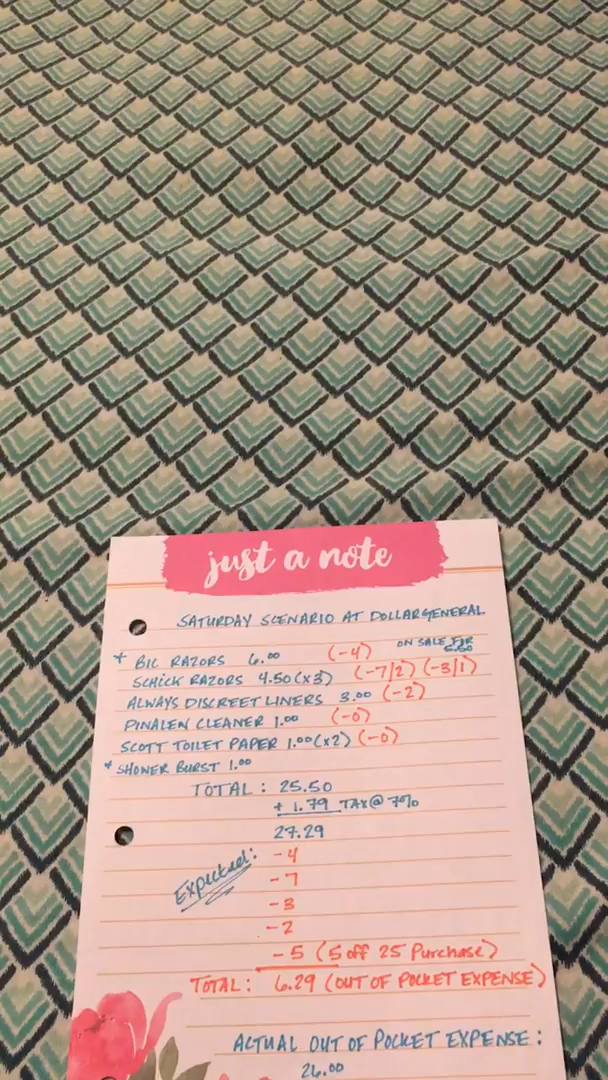 just a note
SATURDAY SCENARIO AT DOLLAR GENERAL
* BIC RAZORS 6.00 (-4) ON SALE FOR 5.50
SCHICK RAZORS 4.50 (x3) (-7/2) (-3/1)
ALWAYS DISCREET LINERS 3.00 (-2)
PINALEN CLEANER 1.00 (-0)
SCOTT TOILET PAPER 1.00 (x2) (-0)
* SHOWER BURST 1.00
TOTAL: 25.50
+ 1.79 TAX @ 7%
27.29
Expected: -4
-7
-3
-2
-5 (5 off 25 Purchase)
TOTAL: 6.29 (OUT OF POCKET EXPENSE)
ACTUAL OUT OF POCKET EXPENSE:
26.00